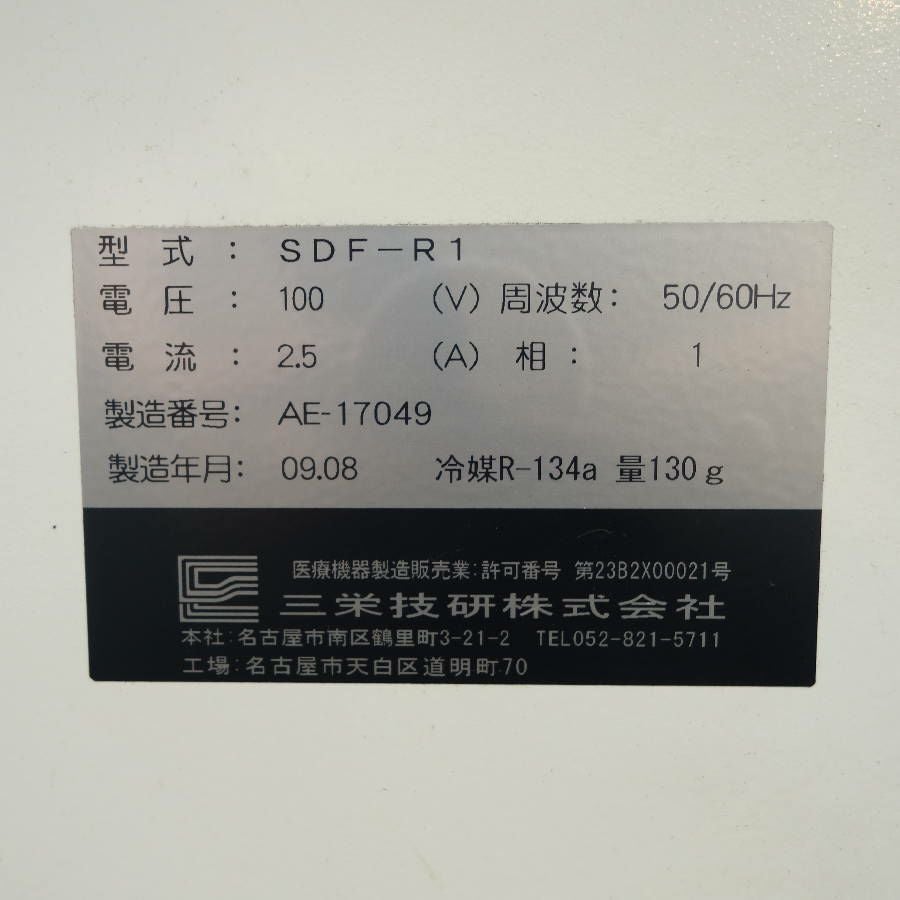 型式: SDF-R1
電圧: 100 (V) 周波数: 50/60Hz
電流: 2.5 (A) 相: 1
製造番号: AE-17049
製造年月: 09.08 冷媒R-134a 量130g
医療機器製造販売業:許可番号 第23B2X00021号
三栄技研株式会社
本社:名古屋市南区鶴里町3-21-2 TEL052-821-5711
工場:名古屋市天白区道明町70